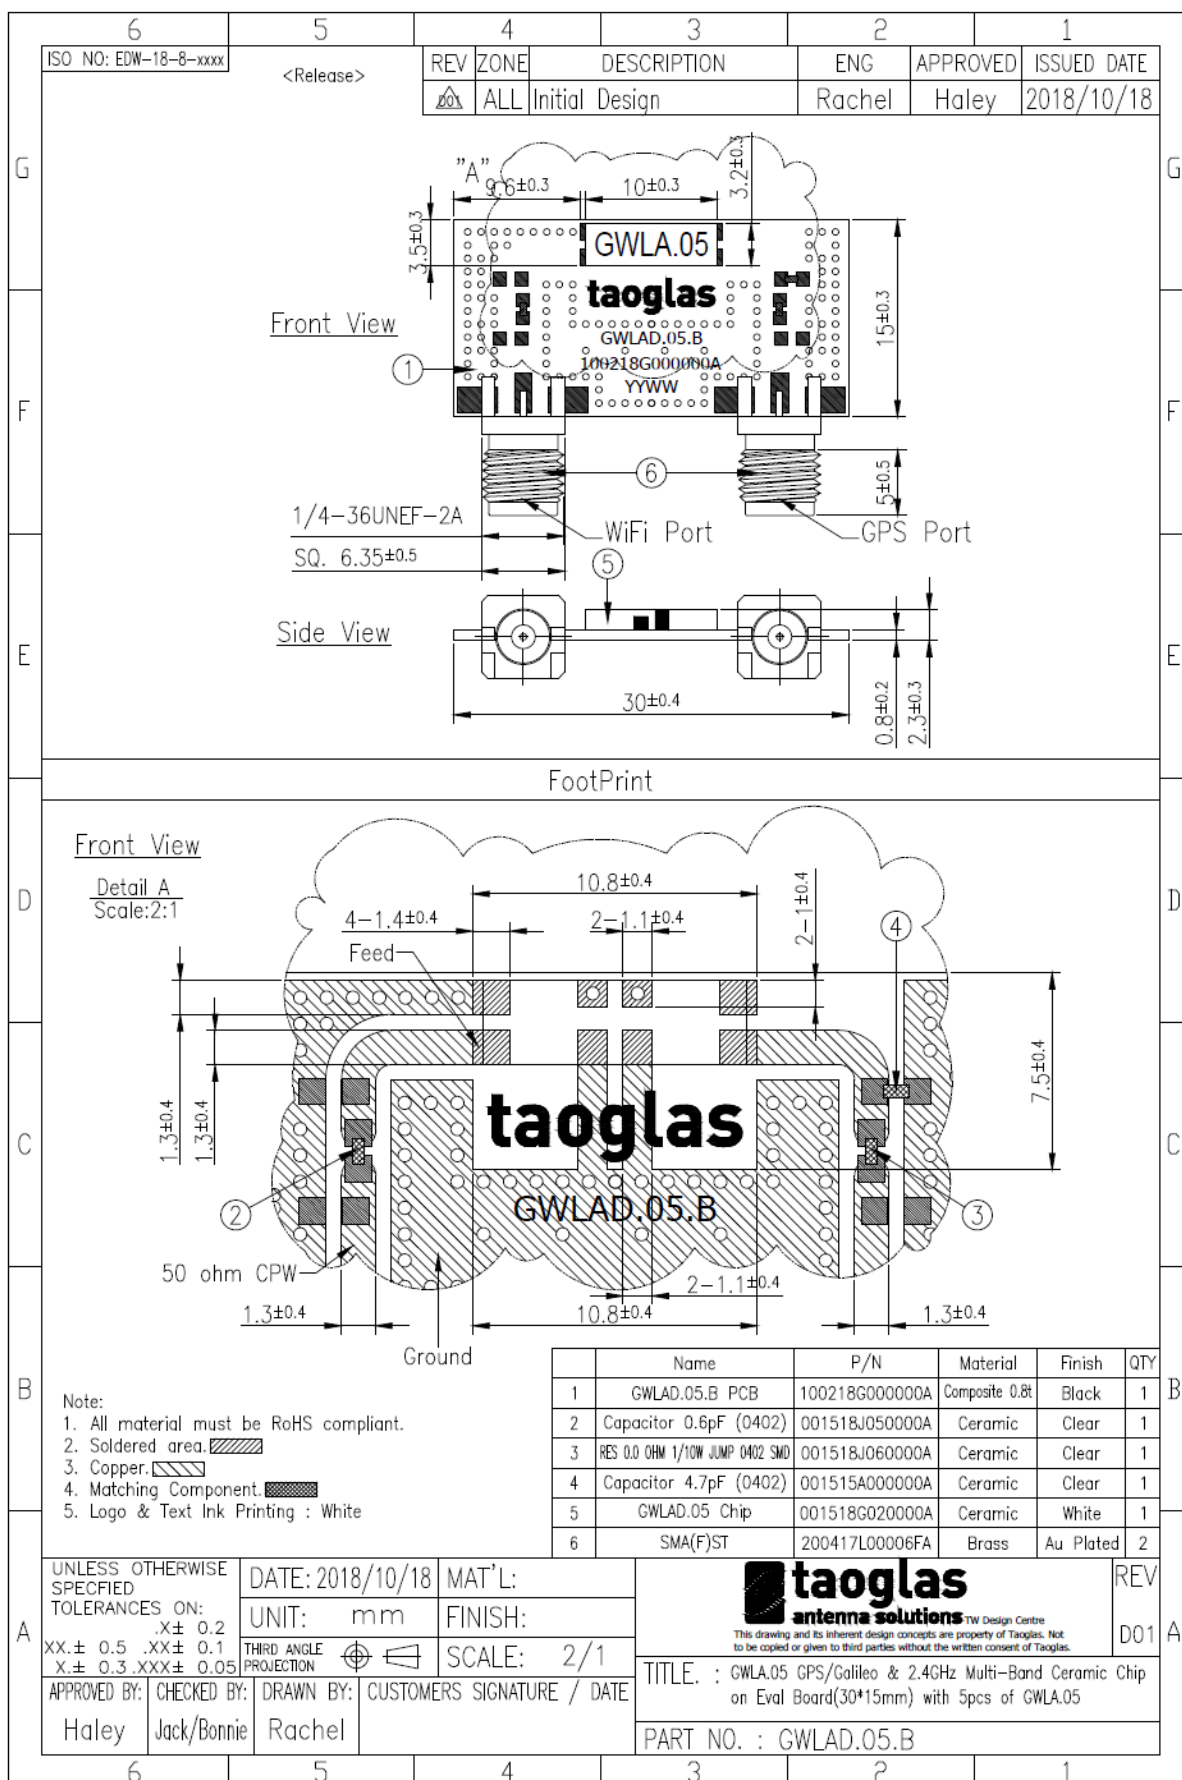 6 5 4 3 2 1
ISO NO: EDW-18-8-xxxx
<Release>
REV ZONE DESCRIPTION ENG APPROVED ISSUED DATE
D01 ALL Initial Design Rachel Haley 2018/10/18
G G
"A"
9.6±0.3
10±0.3
3.2±0.3
3.5±0.3
GWLA.05
taoglas
GWLAD.05.B
100218G000000A
YYWW
15±0.3
Front View
1
F F
6
5±0.5
1/4-36UNEF-2A
WiFi Port
GPS Port
SQ. 6.35±0.5
5
Side View
E E
30±0.4
0.8±0.2
2.3±0.3
FootPrint
Front View
Detail A
Scale:2:1
D D
10.8±0.4
4-1.4±0.4
2-1.1±0.4
2-1±0.4
4
Feed
7.5±0.4
1.3±0.4
1.3±0.4
taoglas
C C
GWLAD.05.B
2
3
50 ohm CPW
2-1.1±0.4
1.3±0.4
10.8±0.4
1.3±0.4
Ground
B B
Name P/N Material Finish QTY
1 GWLAD.05.B PCB 100218G000000A Composite 0.8t Black 1
2 Capacitor 0.6pF (0402) 001518J050000A Ceramic Clear 1
3 RES 0.0 OHM 1/10W JUMP 0402 SMD 001518J060000A Ceramic Clear 1
4 Capacitor 4.7pF (0402) 001515A000000A Ceramic Clear 1
5 GWLAD.05 Chip 001518G020000A Ceramic White 1
6 SMA(F)ST 200417L00006FA Brass Au Plated 2
Note:
1. All material must be RoHS compliant.
2. Soldered area.
3. Copper.
4. Matching Component.
5. Logo & Text Ink Printing : White
A A
UNLESS OTHERWISE
SPECFIED
TOLERANCES ON:
.X± 0.2
XX.± 0.5 .XX± 0.1
X.± 0.3 .XXX± 0.05
DATE: 2018/10/18 MAT'L:
UNIT: mm FINISH:
THIRD ANGLE
PROJECTION
SCALE: 2/1
taoglas
antenna solutions TW Design Centre
This drawing and its inherent design concepts are property of Taoglas. Not
to be copied or given to third parties without the written consent of Taoglas.
REV
D01
APPROVED BY: CHECKED BY: DRAWN BY: CUSTOMERS SIGNATURE / DATE
Haley Jack/Bonnie Rachel
TITLE. : GWLA.05 GPS/Galileo & 2.4GHz Multi-Band Ceramic Chip
on Eval Board(30*15mm) with 5pcs of GWLA.05
PART NO. : GWLAD.05.B
6 5 4 3 2 1